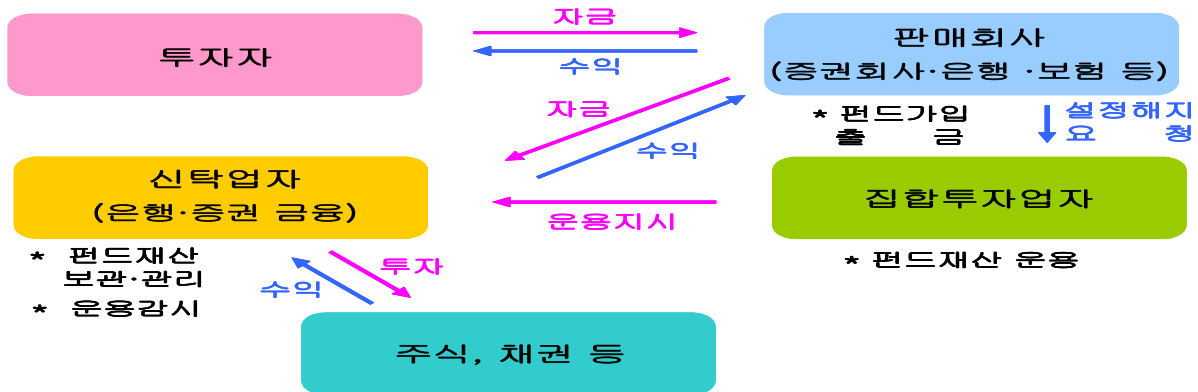 투자자
자금
수익
판매회사
(증권회사·은행 ·보험 등)
* 펀드가입
출 금
설정해지
요 청
자금
수익
신탁업자
(은행·증권 금융)
운용지시
집합투자업자
* 펀드재산
보관·관리
* 운용감시
수익
투자
* 펀드재산 운용
주식, 채권 등